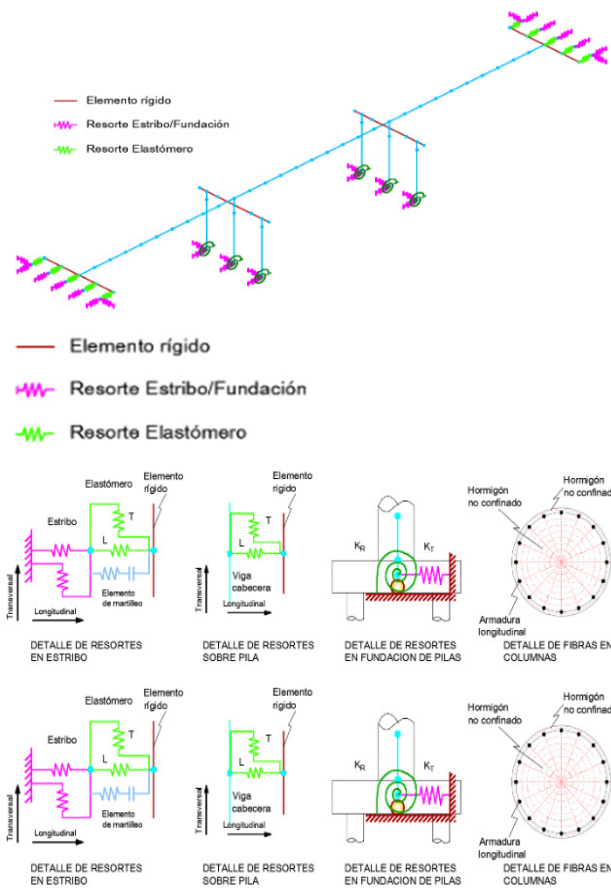 Elemento rígido
Resorte Estribo/Fundación
Resorte Elastómero
Elemento rígido
Resorte Estribo/Fundación
Resorte Elastómero
Estribo
Elastómero
Elemento
rígido
T
L
Elemento
de martilleo
Transversal
Longitudinal
DETALLE DE RESORTES
EN ESTRIBO
Elemento
rígido
T
L
Viga
cabecera
Transversal
Longitudinal
DETALLE DE RESORTES
SOBRE PILA
KR
KT
DETALLE DE RESORTES
EN FUNDACION DE PILAS
Hormigón
no confinado
Hormigón
no confinado
Armadura
longitudinal
DETALLE DE FIBRAS EN
COLUMNAS
Estribo
Elastómero
Elemento
rígido
T
L
Elemento
de martilleo
Transversal
Longitudinal
DETALLE DE RESORTES
EN ESTRIBO
Elemento
rígido
T
L
Viga
cabecera
Transversal
Longitudinal
DETALLE DE RESORTES
SOBRE PILA
KR
KT
DETALLE DE RESORTES
EN FUNDACION DE PILAS
Hormigón
no confinado
Hormigón
no confinado
Armadura
longitudinal
DETALLE DE FIBRAS EN
COLUMNAS